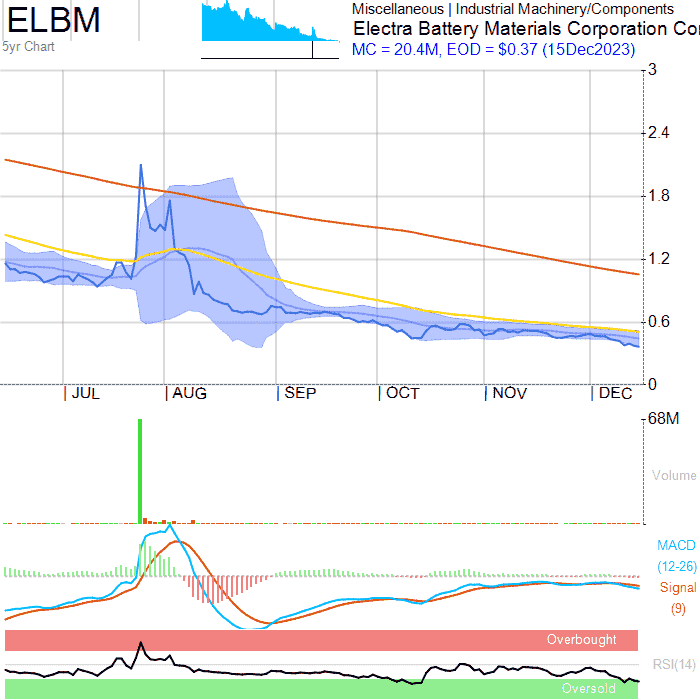 ELBM
5yr Chart
Miscellaneous | Industrial Machinery/Components
Electra Battery Materials Corporation Cor
MC = 20.4M, EOD = $0.37 (15Dec2023)
3
2.4
1.8
1.2
0.6
0
| JUL | AUG | SEP | OCT | NOV | DEC
68M
Volume
MACD
(12-26)
Signal
(9)
Overbought
RSI(14)
Oversold